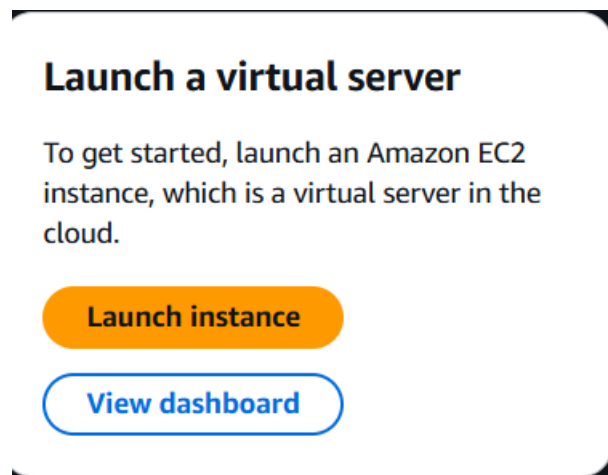 Launch a virtual server
To get started, launch an Amazon EC2
instance, which is a virtual server in the
cloud.
Launch instance
View dashboard